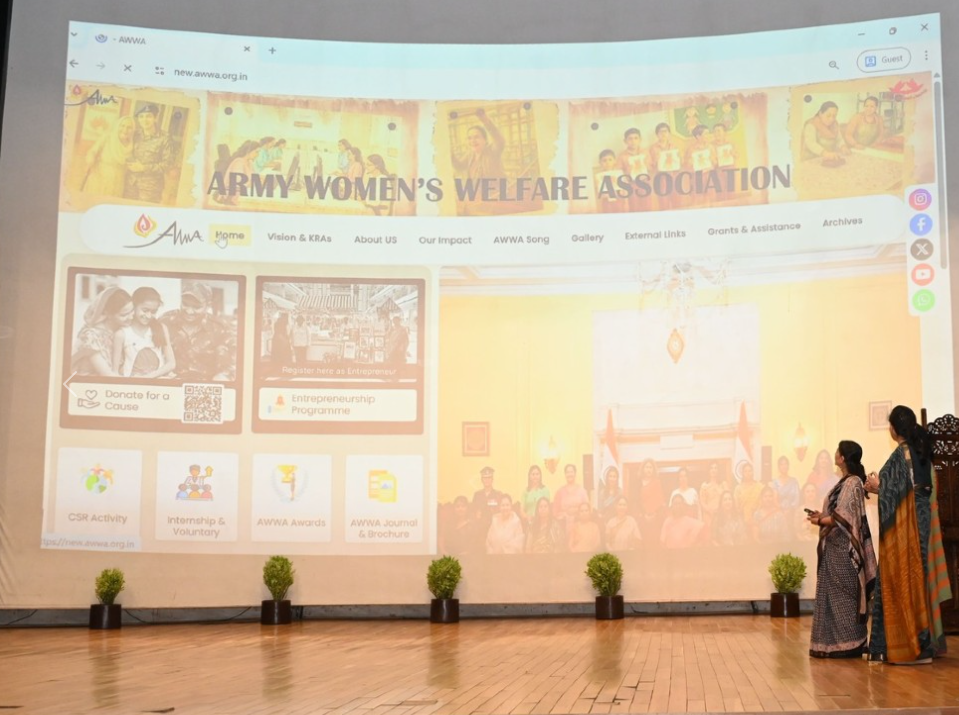 - AWWA
new.awwa.org.in
Guest
AWWA
ARMY WOMEN'S WELFARE ASSOCIATION
AWWA
Home
Vision & KRAs
About US
Our Impact
AWWA Song
Gallery
External Links
Grants & Assistance
Archives
Register here as Entrepreneur
Donate for a
Cause
Entrepreneurship
Programme
CSR Activity
Internship &
Voluntary
AWWA Awards
AWWA Journal
& Brochure
tps://new.awwa.org.in